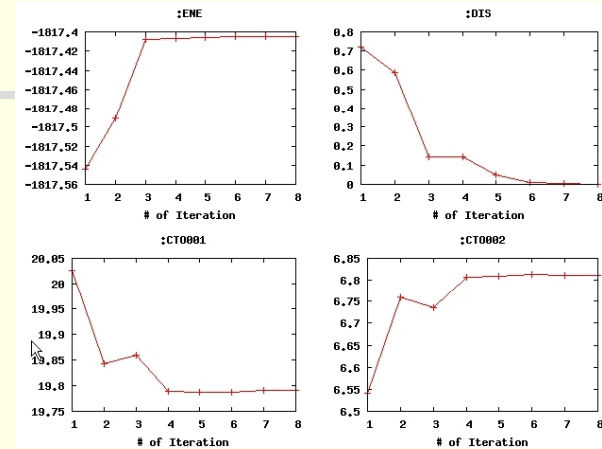 :ENE
-1817.4
-1817.42
-1817.44
-1817.46
-1817.48
-1817.5
-1817.52
-1817.54
-1817.56
1 2 3 4 5 6 7 8
# of Iteration
:DIS
0.8
0.7
0.6
0.5
0.4
0.3
0.2
0.1
0
1 2 3 4 5 6 7 8
# of Iteration
:CTO001
20.05
20
19.95
19.9
19.85
19.8
19.75
1 2 3 4 5 6 7 8
# of Iteration
:CTO002
6.85
6.8
6.75
6.7
6.65
6.6
6.55
6.5
1 2 3 4 5 6 7 8
# of Iteration